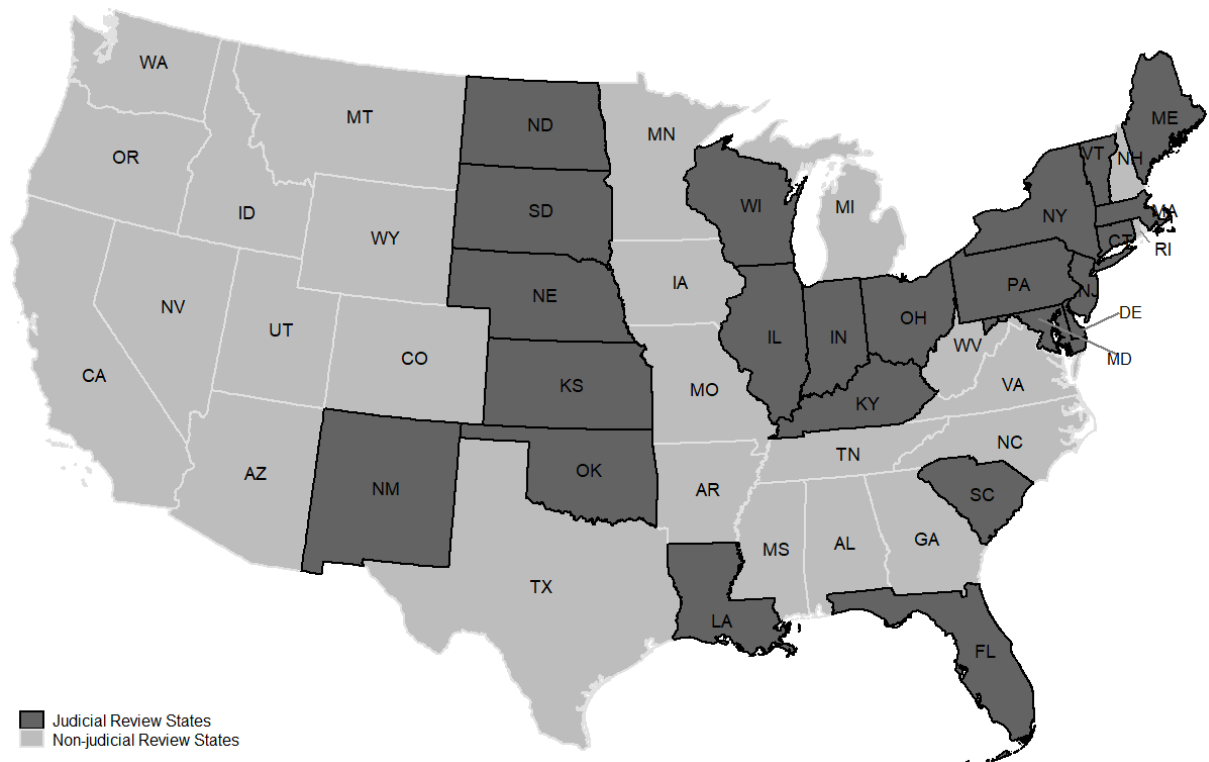 WA
MT
ND
MN
ME
VT
NH
OR
ID
SD
WI
MI
NY
MA
WY
CT
RI
IA
NE
PA
NJ
NV
UT
CO
IL
IN
OH
DE
WV
MD
CA
KS
MO
KY
VA
TN
NC
AZ
NM
OK
AR
SC
MS
AL
GA
TX
LA
FL
Judicial Review States
Non-judicial Review States